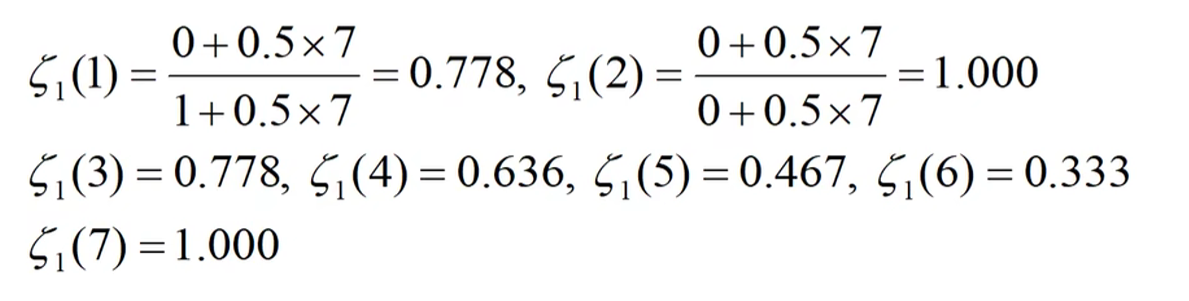 ζ₁(1) = (0+0.5×7)/(1+0.5×7) = 0.778, ζ₁(2) = (0+0.5×7)/(0+0.5×7) = 1.000
ζ₁(3) = 0.778, ζ₁(4) = 0.636, ζ₁(5) = 0.467, ζ₁(6) = 0.333
ζ₁(7) = 1.000